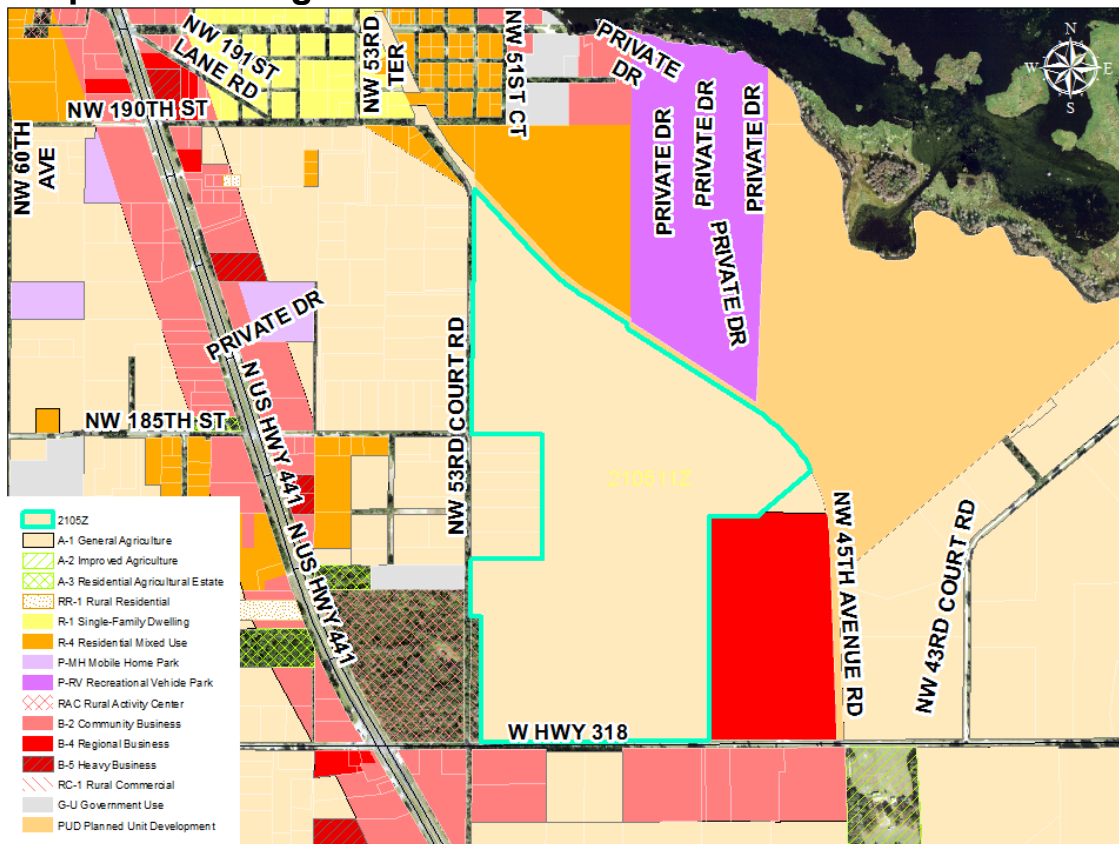 NW 191ST
LANE RD
NW 53RD
TER
NW 51ST CT
PRIVATE
DR
N
W
E
S
NW 190TH ST
NW 60TH
AVE
PRIVATE DR
PRIVATE DR
PRIVATE DR
PRIVATE DR
PRIVATE DR
N US HWY 441
NW 53RD COURT RD
NW 185TH ST
210511Z
N US HWY 441
NW 45TH AVENUE RD
NW 43RD COURT RD
W HWY 318
2105Z
A-1 General Agriculture
A-2 Improved Agriculture
A-3 Residential Agricultural Estate
RR-1 Rural Residential
R-1 Single-Family Dwelling
R-4 Residential Mixed Use
P-MH Mobile Home Park
P-RV Recreational Vehicle Park
RAC Rural Activity Center
B-2 Community Business
B-4 Regional Business
B-5 Heavy Business
RC-1 Rural Commercial
G-U Government Use
PUD Planned Unit Development